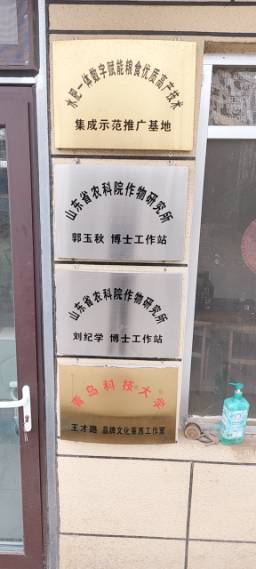 水肥一体数字赋能粮食优质高产技术
集成示范推广基地
山东省农科院作物研究所
郭玉秋 博士工作站
山东省农科院作物研究所
刘纪学 博士工作站
青岛科技大学
王才路 品牌文化策西工作室